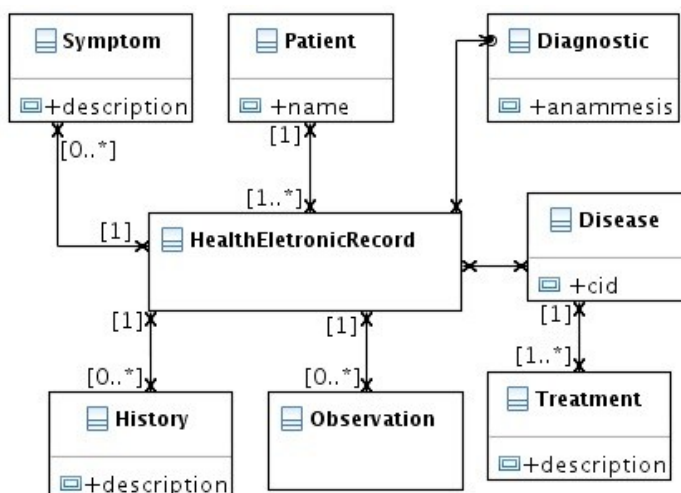 Symptom
+description
Patient
+name
Diagnostic
+anammesis
[0..*]
[1]
[1]
[1..*]
HealthEletronicRecord
Disease
+cid
[1]
[1]
[1]
[1..*]
[0..*]
[0..*]
History
+description
Observation
Treatment
+description